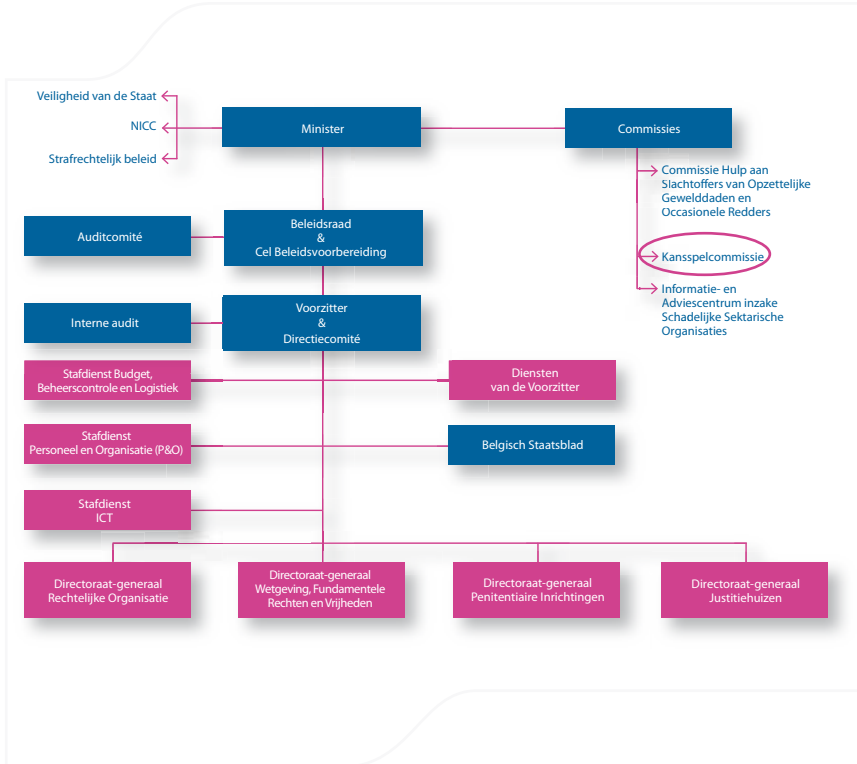 Veiligheid van de Staat
NICC
Strafrechtelijk beleid
Minister
Commissies
Commissie Hulp aan
Slachtoffers van Opzettelijke
Gewelddaden en
Occasionele Redders
Kansspelcommissie
Informatie- en
Adviescentrum inzake
Schadelijke Sektarische
Organisaties
Auditcomité
Beleidsraad
&
Cel Beleidsvoorbereiding
Interne audit
Voorzitter
&
Directiecomité
Stafdienst Budget,
Beheerscontrole en Logistiek
Diensten
van de Voorzitter
Stafdienst
Personeel en Organisatie (P&O)
Belgisch Staatsblad
Stafdienst
ICT
Directoraat-generaal
Rechtelijke Organisatie
Directoraat-generaal
Wetgeving, Fundamentele
Rechten en Vrijheden
Directoraat-generaal
Penitentiaire Inrichtingen
Directoraat-generaal
Justitiehuizen